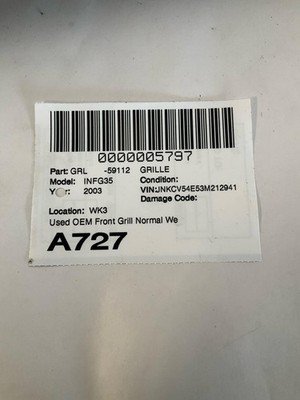 0000005797
Part: GRL -59112 GRILLE
Model: INFG35 Condition:
Year: 2003 VIN:JNKCV54E53M212941
Damage Code:
Location: WK3
Used OEM Front Grill Normal We
A727